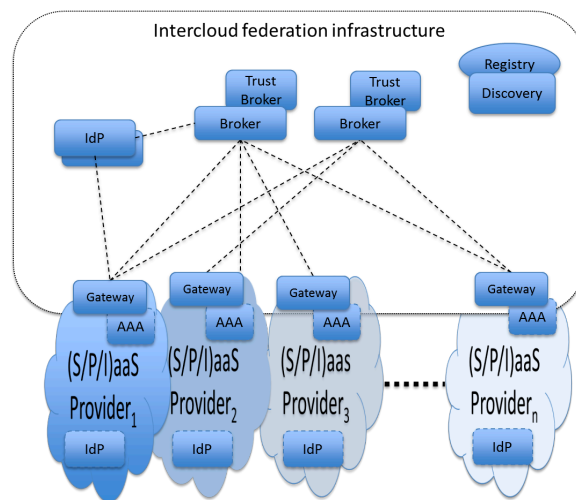 Intercloud federation infrastructure
Registry
Discovery
Trust
Broker
Broker
Trust
Broker
Broker
IdP
Gateway
AAA
(S/P/I)aaS
Provider1
IdP
Gateway
AAA
(S/P/I)aaS
Provider2
IdP
Gateway
AAA
(S/P/I)aas
Provider3
IdP
Gateway
AAA
(S/P/I)aaS
Providern
IdP